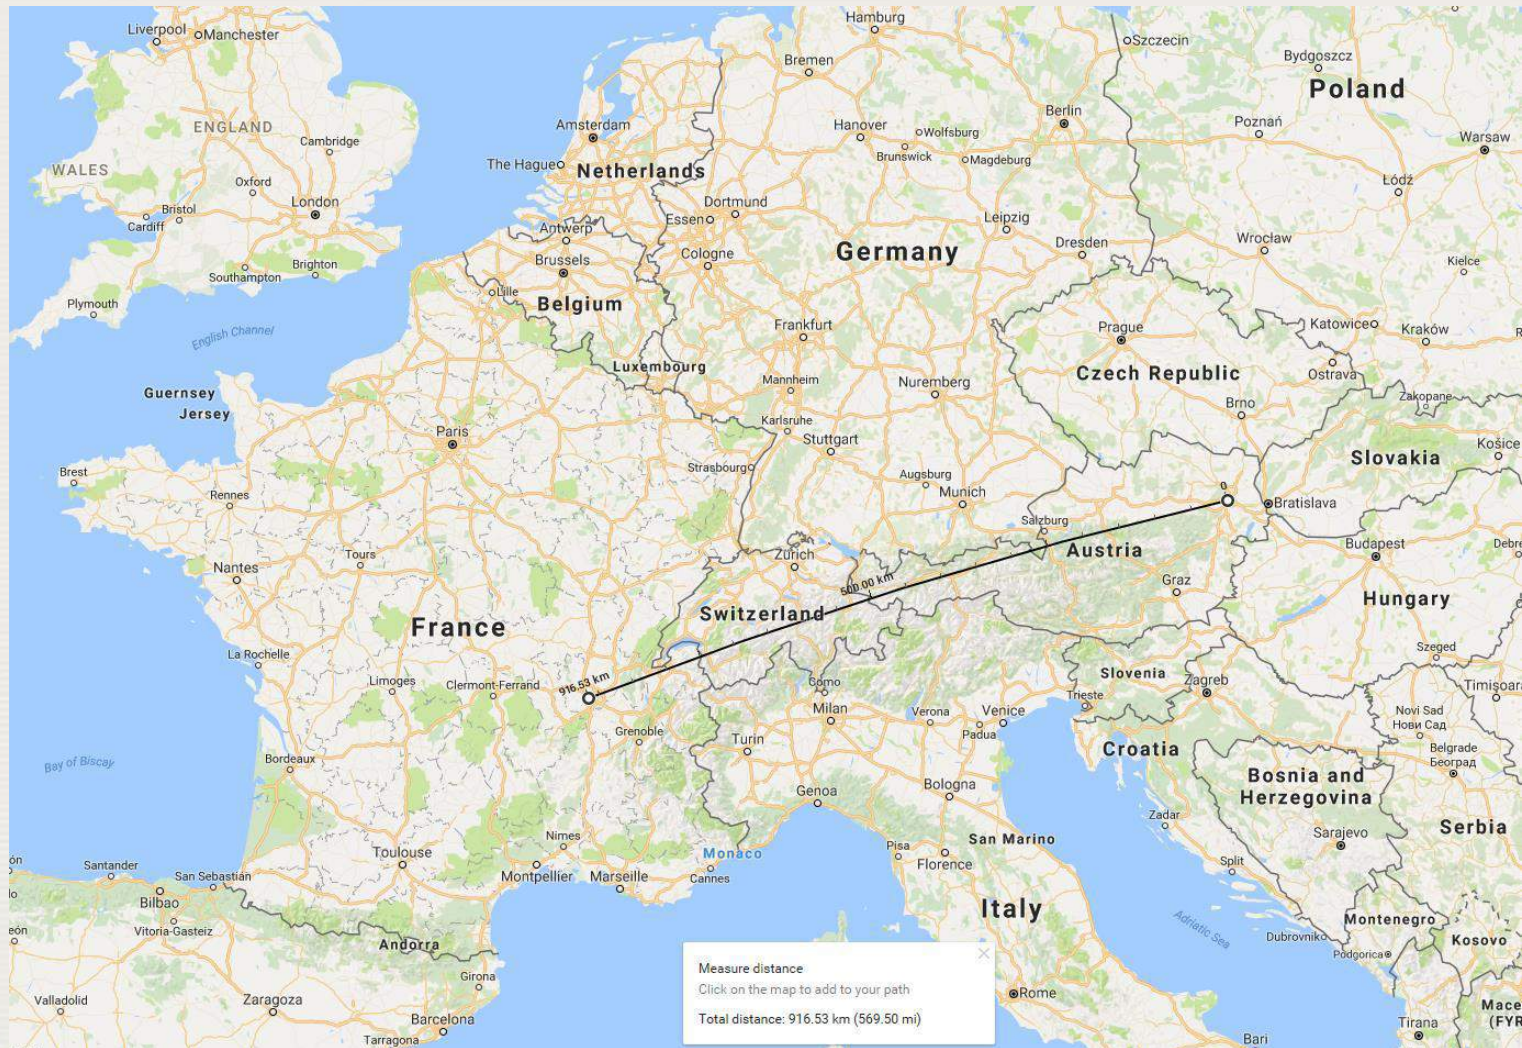 Hamburg
Liverpool
Manchester
Szczecin
Bydgoszcz
Bremen
Poland
Berlin
Amsterdam
ENGLAND
Hanover
Wolfsburg
Poznań
Cambridge
Warsaw
Brunswick
Magdeburg
The Hague
Netherlands
WALES
Oxford
Łódź
London
Dortmund
Bristol
Essen
Leipzig
Cardiff
Antwerp
Wrocław
Dresden
Cologne
Germany
Brussels
Kielce
Brighton
Southampton
Lille
Belgium
Plymouth
English Channel
Frankfurt
Prague
Katowice
Kraków
Luxembourg
Czech Republic
Ostrava
Mannheim
Nuremberg
Guernsey
Jersey
Zakopane
Brno
Karlsruhe
Paris
Stuttgart
Košice
Slovakia
Strasbourg
Brest
Augsburg
Munich
0
Rennes
Bratislava
Salzburg
Budapest
Debre
Tours
Zürich
Austria
Nantes
500.00 km
Graz
Hungary
Switzerland
France
La Rochelle
Szeged
Slovenia
Limoges
Clermont-Ferrand
916.53 km
Como
Zagreb
Timișoar
Trieste
Milan
Verona
Venice
Novi Sad
Нови Сад
Grenoble
Padua
Turin
Croatia
Belgrade
Београд
Bordeaux
Bay of Biscay
Bosnia and
Herzegovina
Genoa
Bologna
Zadar
Serbia
Nimes
San Marino
Sarajevo
Toulouse
Monaco
Pisa
Florence
Split
Santander
San Sebastián
Montpellier
Marseille
Cannes
Bilbao
Italy
Adriatic Sea
Montenegro
Vitoria-Gasteiz
Andorra
Dubrovnik
Kosovo
Podgorica
Girona
Valladolid
Zaragoza
Rome
Barcelona
Tarragona
Mace
(FYR
Tirana
Bari
Measure distance
Click on the map to add to your path
Total distance: 916.53 km (569.50 mi)